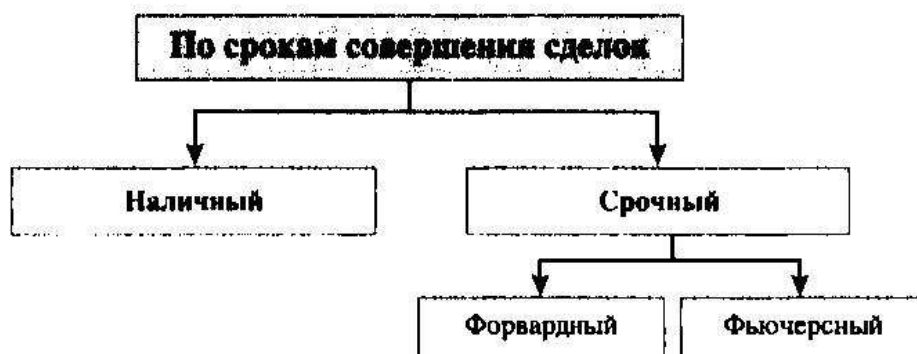 По срокам совершения сделок
Наличный
Срочный
Форвардный
Фьючерсный